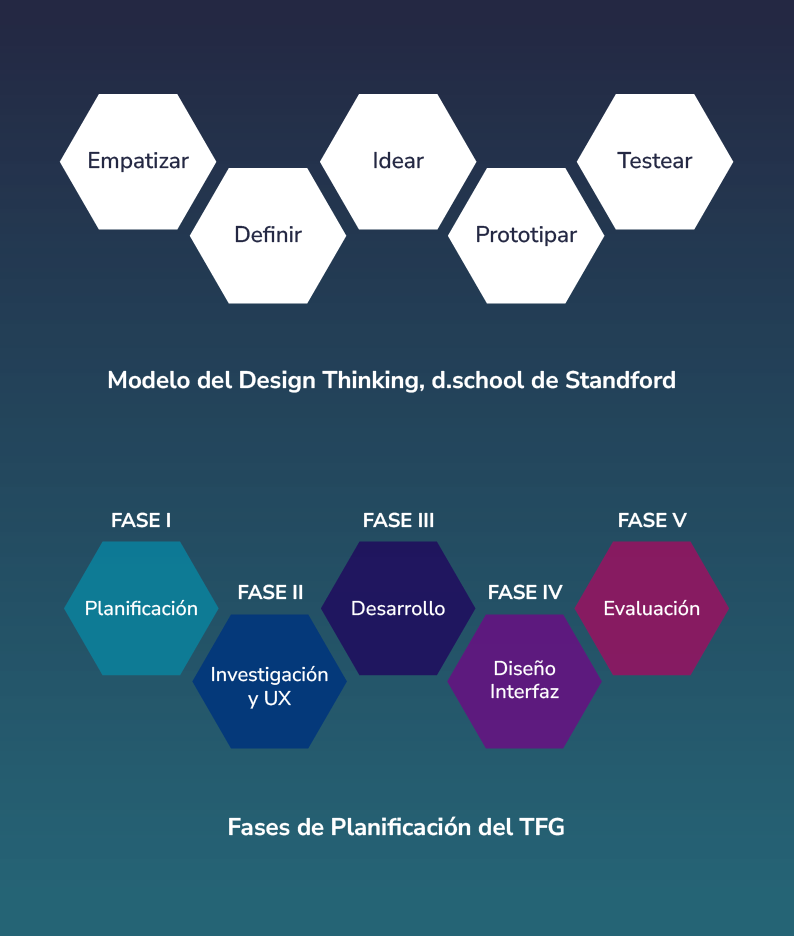 Empatizar
Definir
Idear
Prototipar
Testear
Modelo del Design Thinking, d.school de Standford
FASE I
Planificación
FASE II
Investigación
y UX
FASE III
Desarrollo
FASE IV
Diseño
Interfaz
FASE V
Evaluación
Fases de Planificación del TFG